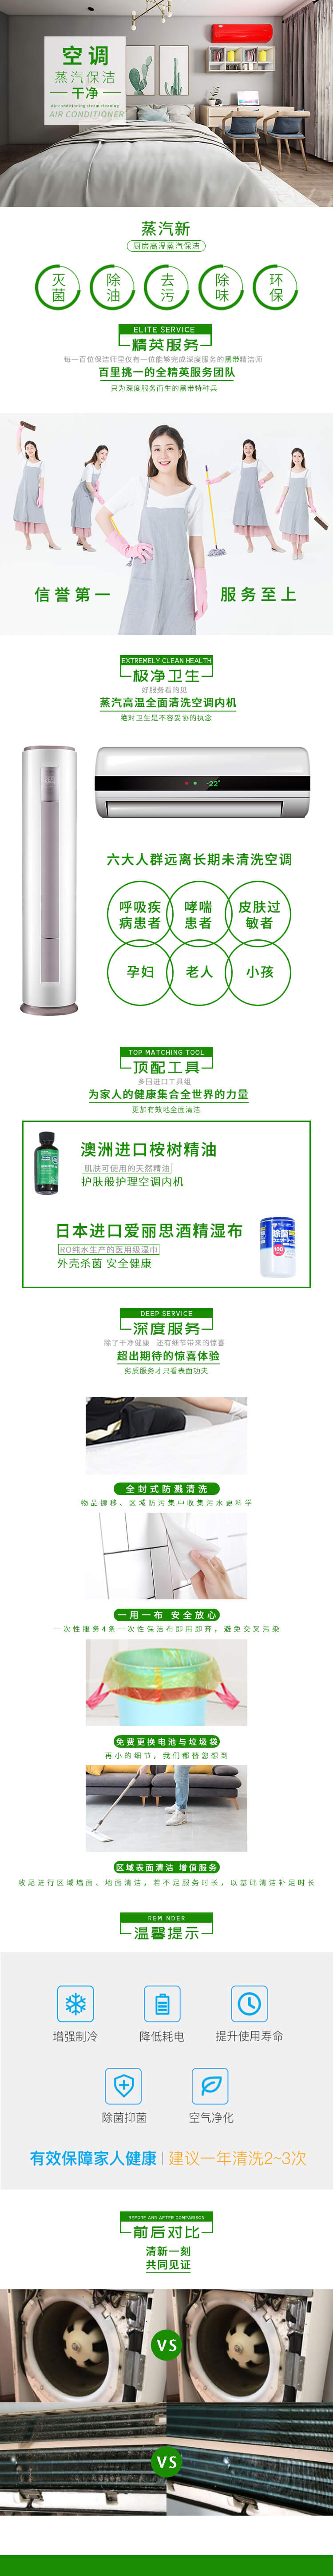 空调
蒸汽保洁
干净
Air conditioning steam cleaning
AIR CONDITIONER
蒸汽新
厨房高温蒸汽保洁
灭菌
除油
去污
除味
环保
ELITE SERVICE
精英服务
每一百位保洁师里仅有一位能够完成深度服务的黑带精洁师
百里挑一的全精英服务团队
只为深度服务而生的黑带特种兵
信誉第一
服务至上
EXTREMELY CLEAN HEALTH
极净卫生
好服务看的见
蒸汽高温全面清洗空调内机
绝对卫生是不容妥协的执念
-22°
六大人群远离长期未清洗空调
呼吸疾病患者
哮喘患者
皮肤过敏者
孕妇
老人
小孩
TOP MATCHING TOOL
顶配工具
多国进口工具组
为家人的健康集合全世界的力量
更加有效地全面清洁
澳洲进口桉树精油
肌肤可使用的天然精油
护肤般护理空调内机
日本进口爱丽思酒精湿布
RO纯水生产的医用级湿巾
外壳杀菌 安全健康
除菌
100
DEEP SERVICE
深度服务
除了干净健康 还有细节带来的惊喜
超出期待的惊喜体验
劣质服务才只看表面功夫
全封式防溅清洗
物品挪移、区域防污集中收集污水更科学
一用一布 安全放心
一次性服务4条一次性保洁布即用即弃，避免交叉污染
免费更换电池与垃圾袋
再小的细节，我们都替您想到
区域表面清洁 增值服务
收尾进行区域墙面、地面清洁，若不足服务时长，以基础清洁补足时长
REMINDER
温馨提示
增强制冷
降低耗电
提升使用寿命
除菌抑菌
空气净化
有效保障家人健康 | 建议一年清洗2~3次
BEFORE AND AFTER COMPARISON
前后对比
清新一刻
共同见证
VS
VS